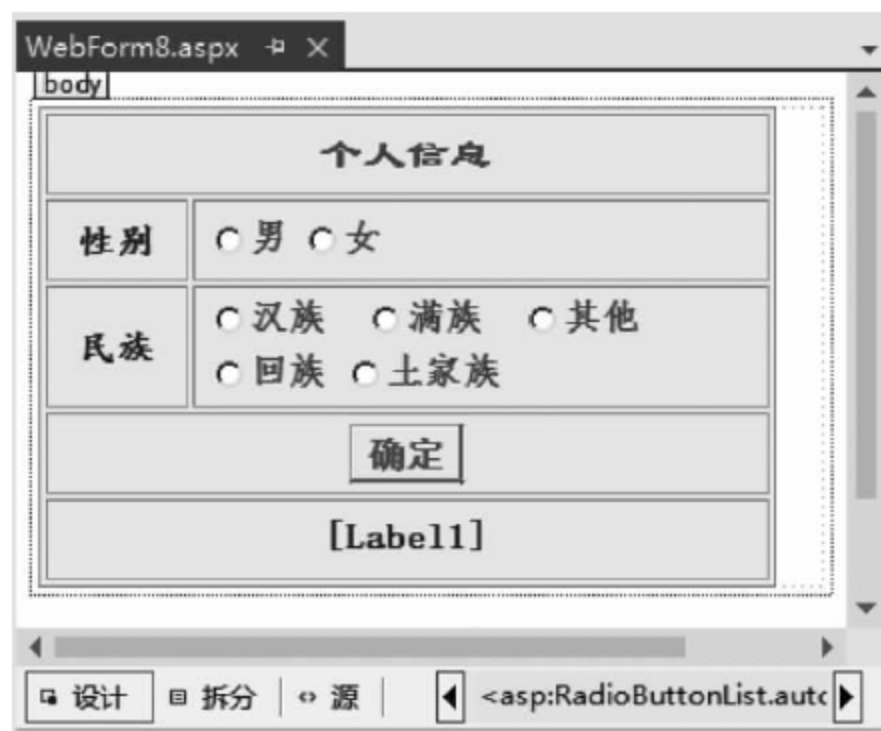 WebForm8.aspx
body
个人信息
性别 男 女
民族 汉族 满族 其他
回族 土家族
确定
[Label1]
设计 拆分 源 <asp:RadioButtonList.autc